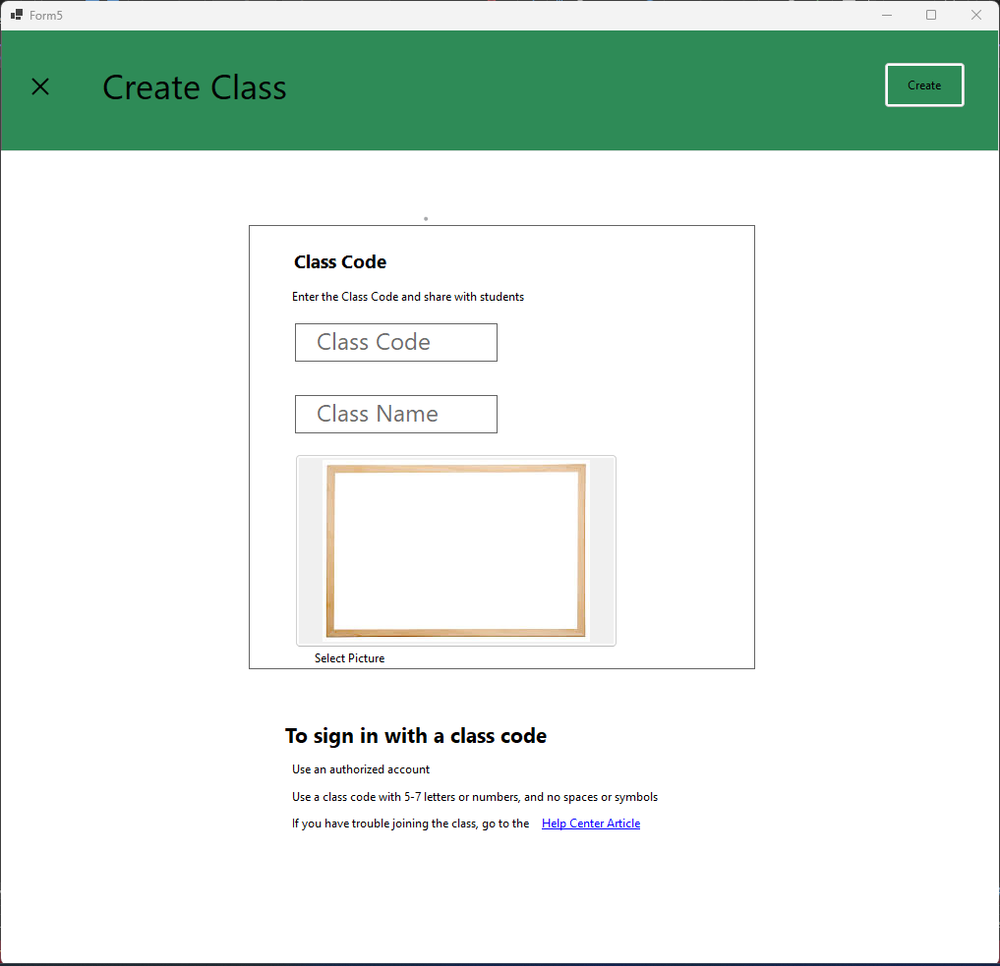 Form5
Create Class
Create
Class Code
Enter the Class Code and share with students
Class Code
Class Name
Select Picture
To sign in with a class code
Use an authorized account
Use a class code with 5-7 letters or numbers, and no spaces or symbols
If you have trouble joining the class, go to the Help Center Article